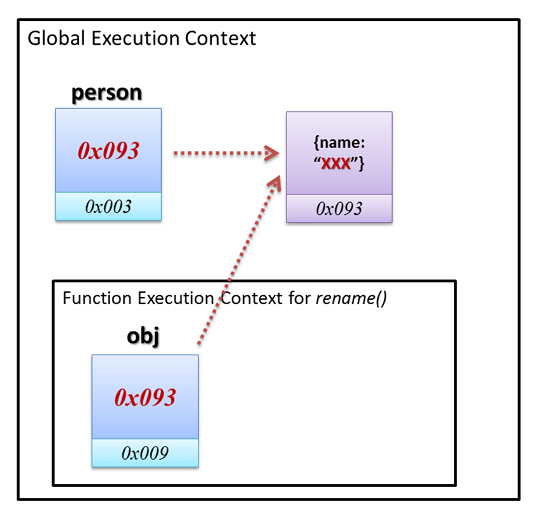 Global Execution Context
person
0x093
0x003
{name:
“XXX”}
0x093
Function Execution Context for rename()
obj
0x093
0x009